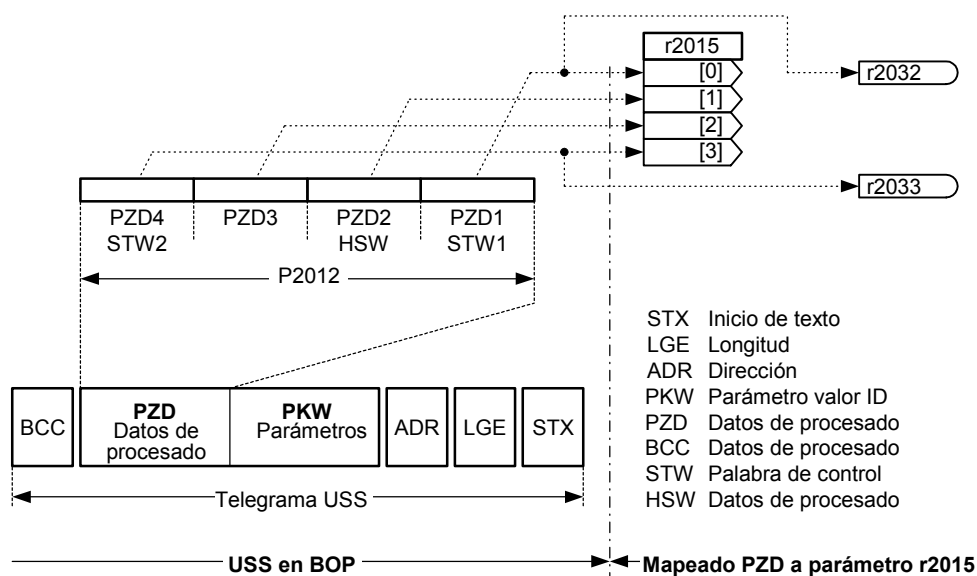 r2015
[0]
r2032
[1]
[2]
[3]
r2033
PZD4
STW2
PZD3
PZD2
HSW
PZD1
STW1
P2012
STX Inicio de texto
LGE Longitud
ADR Dirección
PKW Parámetro valor ID
PZD Datos de procesado
BCC Datos de procesado
STW Palabra de control
HSW Datos de procesado
BCC
PZD
Datos de
procesado
PKW
Parámetros
ADR
LGE
STX
Telegrama USS
USS en BOP
Mapeado PZD a parámetro r2015